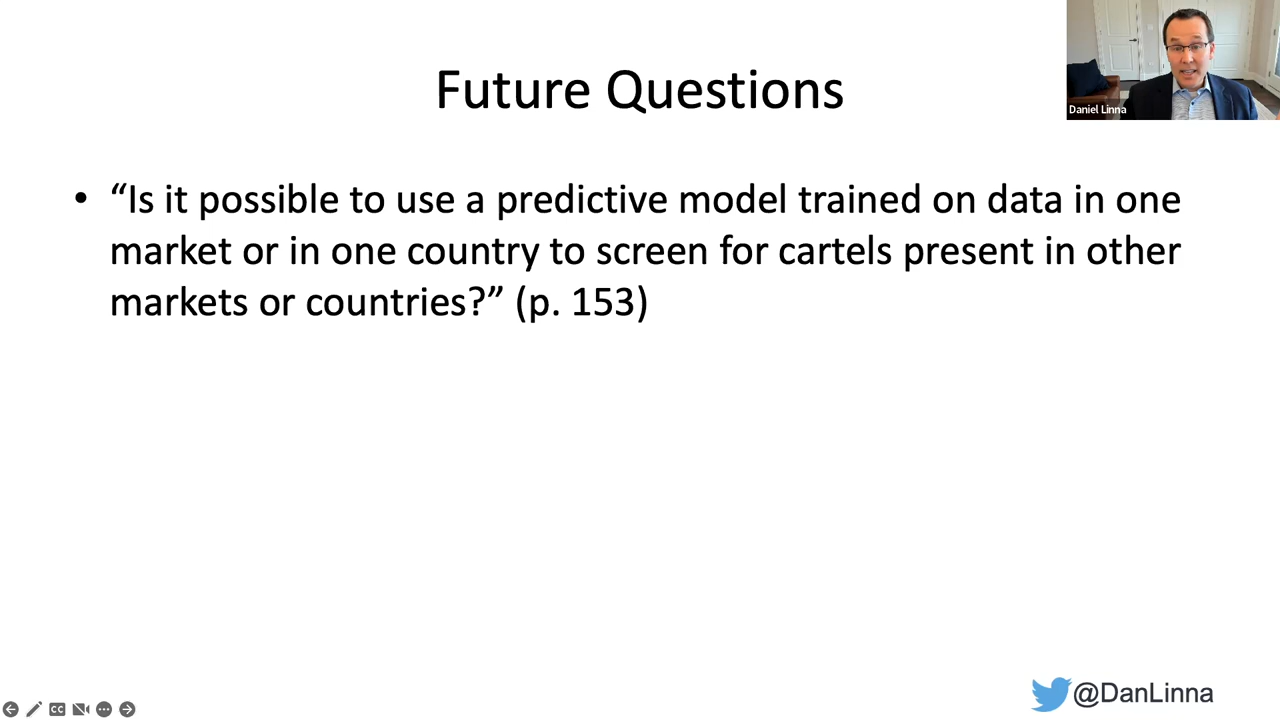 Future Questions
Daniel Linna
• “Is it possible to use a predictive model trained on data in one
market or in one country to screen for cartels present in other
markets or countries?” (p. 153)
@DanLinna
CC